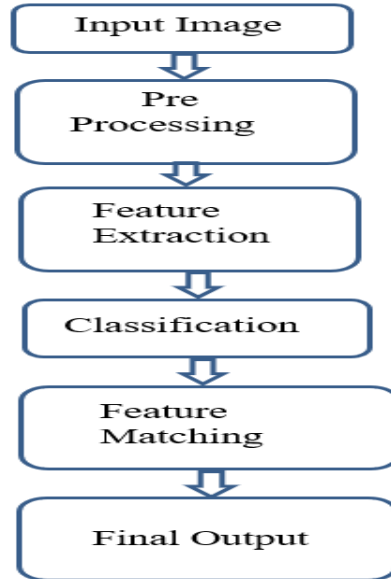 Input Image
Pre
Processing
Feature
Extraction
Classification
Feature
Matching
Final Output